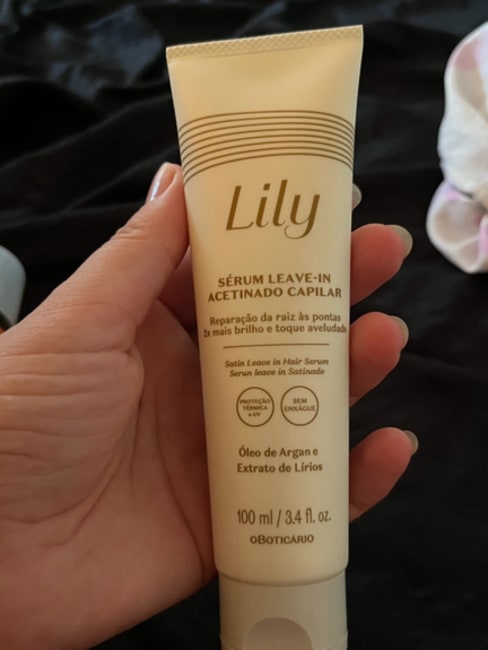 Lily
SÉRUM LEAVE-IN
ACETINADO CAPILAR
Reparação da raiz às pontas
2x mais brilho e toque aveludado
Satin Leave in Hair Serum
Serun leave in Satinado
PROTEÇÃO
TÉRMICA
e UV
SEM
ENXÁGUE
Óleo de Argan e
Extrato de Lírios
100 ml / 3.4 fl. oz.
oBOTICÁRIO